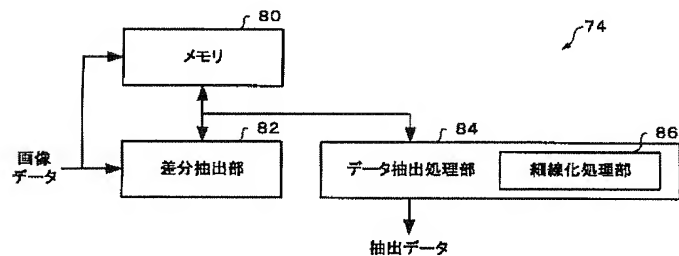 80
メモリ
74
82
84
86
画像
データ
差分抽出部
データ抽出処理部
細線化処理部
抽出データ